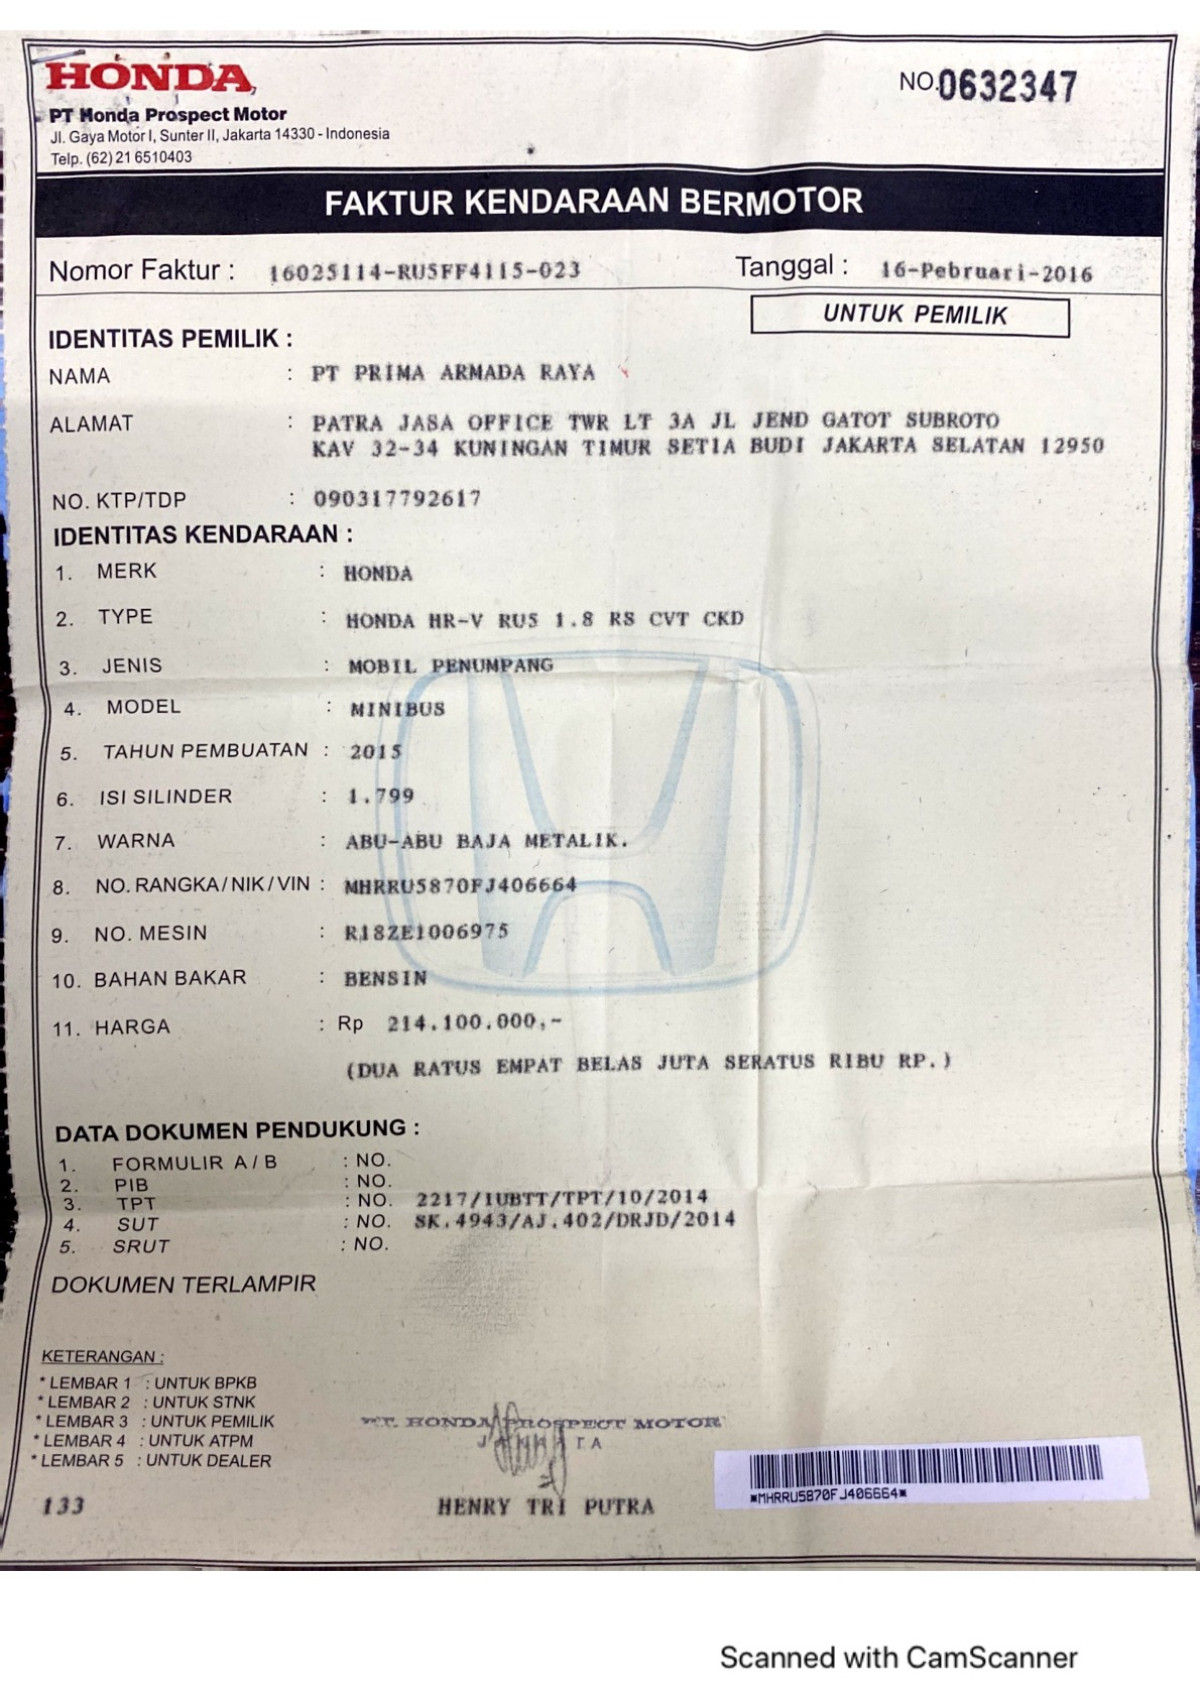 HONDA
NO.0632347
PT Honda Prospect Motor
Jl. Gaya Motor I, Sunter II, Jakarta 14330 - Indonesia
Telp. (62) 21 6510403
FAKTUR KENDARAAN BERMOTOR
Nomor Faktur : 16025114-RU5FF4115-023 Tanggal : 16-Pebruari-2016
UNTUK PEMILIK
IDENTITAS PEMILIK :
NAMA : PT PRIMA ARMADA RAYA
ALAMAT : PATRA JASA OFFICE TWR LT 3A JL JEND GATOT SUBROTO
KAV 32-34 KUNINGAN TIMUR SETIA BUDI JAKARTA SELATAN 12950
NO. KTP/TDP : 090317792617
IDENTITAS KENDARAAN :
1. MERK : HONDA
2. TYPE : HONDA HR-V RU5 1.8 RS CVT CKD
3. JENIS : MOBIL PENUMPANG
4. MODEL : MINIBUS
5. TAHUN PEMBUATAN : 2015
6. ISI SILINDER : 1.799
7. WARNA : ABU-ABU BAJA METALIK.
8. NO. RANGKA/NIK/VIN : MHRRU5870FJ406664
9. NO. MESIN : R18ZE1006975
10. BAHAN BAKAR : BENSIN
11. HARGA : Rp 214.100.000,-
(DUA RATUS EMPAT BELAS JUTA SERATUS RIBU RP.)
DATA DOKUMEN PENDUKUNG :
1. FORMULIR A / B : NO.
2. PIB : NO.
3. TPT : NO. 2217/IUBTT/TPT/10/2014
4. SUT : NO. SK.4943/AJ.402/DRJD/2014
5. SRUT : NO.
DOKUMEN TERLAMPIR
KETERANGAN :
* LEMBAR 1 : UNTUK BPKB
* LEMBAR 2 : UNTUK STNK
* LEMBAR 3 : UNTUK PEMILIK
* LEMBAR 4 : UNTUK ATPM
* LEMBAR 5 : UNTUK DEALER
PT. HONDA PROSPECT MOTOR
JAKARTA
*MHRRU5870FJ406664*
133
HENRY TRI PUTRA
Scanned with CamScanner